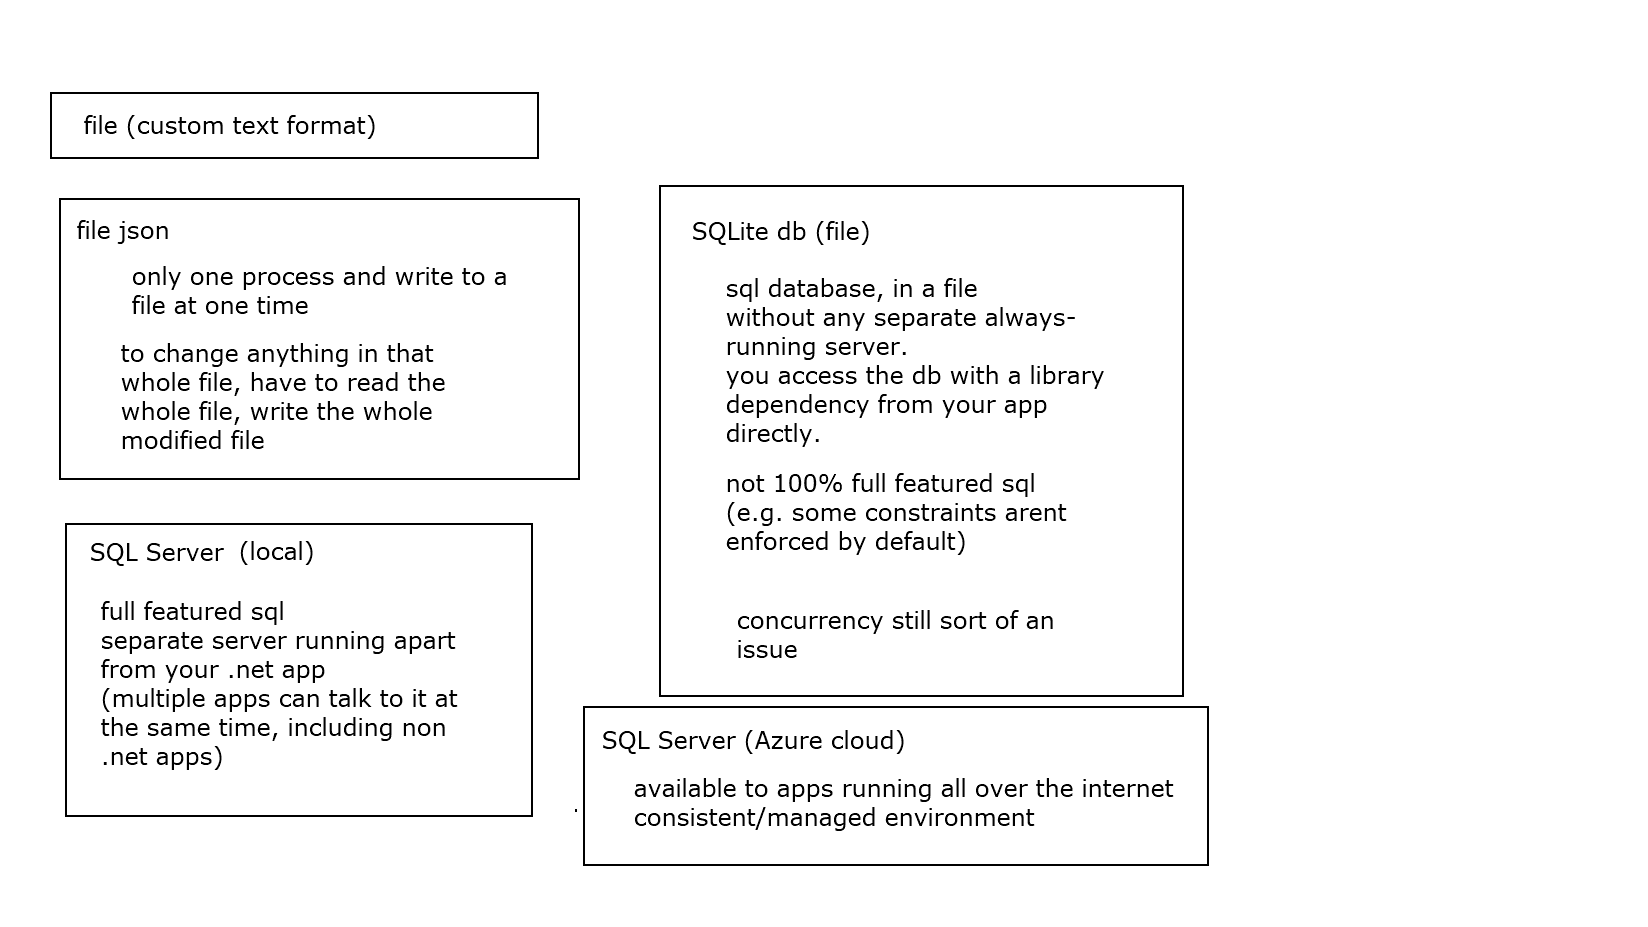 file (custom text format)
file json
only one process and write to a
file at one time
to change anything in that
whole file, have to read the
whole file, write the whole
modified file
SQL Server (local)
full featured sql
separate server running apart
from your .net app
(multiple apps can talk to it at
the same time, including non
.net apps)
SQLite db (file)
sql database, in a file
without any separate always-
running server.
you access the db with a library
dependency from your app
directly.
not 100% full featured sql
(e.g. some constraints arent
enforced by default)
concurrency still sort of an
issue
SQL Server (Azure cloud)
available to apps running all over the internet
consistent/managed environment